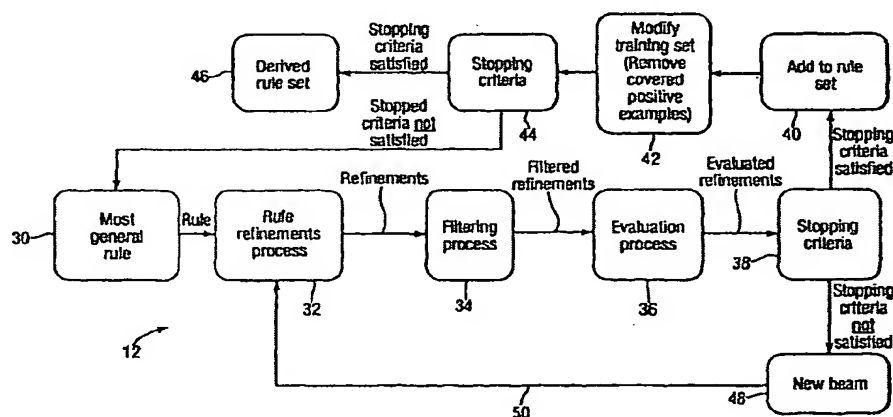 Stopping
criteria
satisfied
46
Derived
rule set
Stopping
criteria
44
Modify
training set
(Remove
covered
positive
examples)
42
Add to rule
set
40
Stopped
criteria not
satisfied
Stopping
criteria
satisfied
30
Most
general
rule
Rule
Rule
refinements
process
32
Refinements
Filtering
process
34
Filtered
refinements
Evaluation
process
36
Evaluated
refinements
Stopping
criteria
38
Stopping
criteria
not
satisfied
12
50
New beam
48